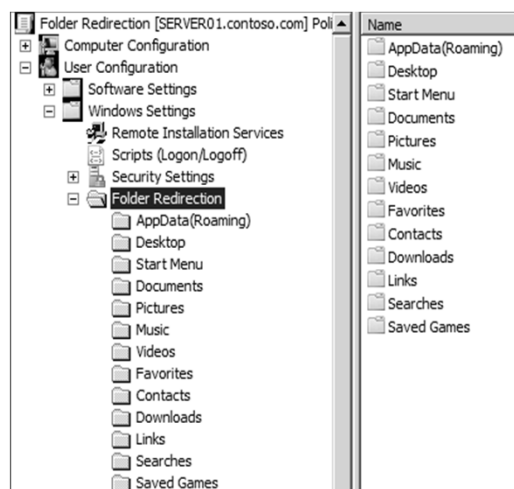 Folder Redirection [SERVER01.contoso.com] Poli
Computer Configuration
User Configuration
Software Settings
Windows Settings
Remote Installation Services
Scripts (Logon/Logoff)
Security Settings
Folder Redirection
AppData(Roaming)
Desktop
Start Menu
Documents
Pictures
Music
Videos
Favorites
Contacts
Downloads
Links
Searches
Saved Games
Name
AppData(Roaming)
Desktop
Start Menu
Documents
Pictures
Music
Videos
Favorites
Contacts
Downloads
Links
Searches
Saved Games